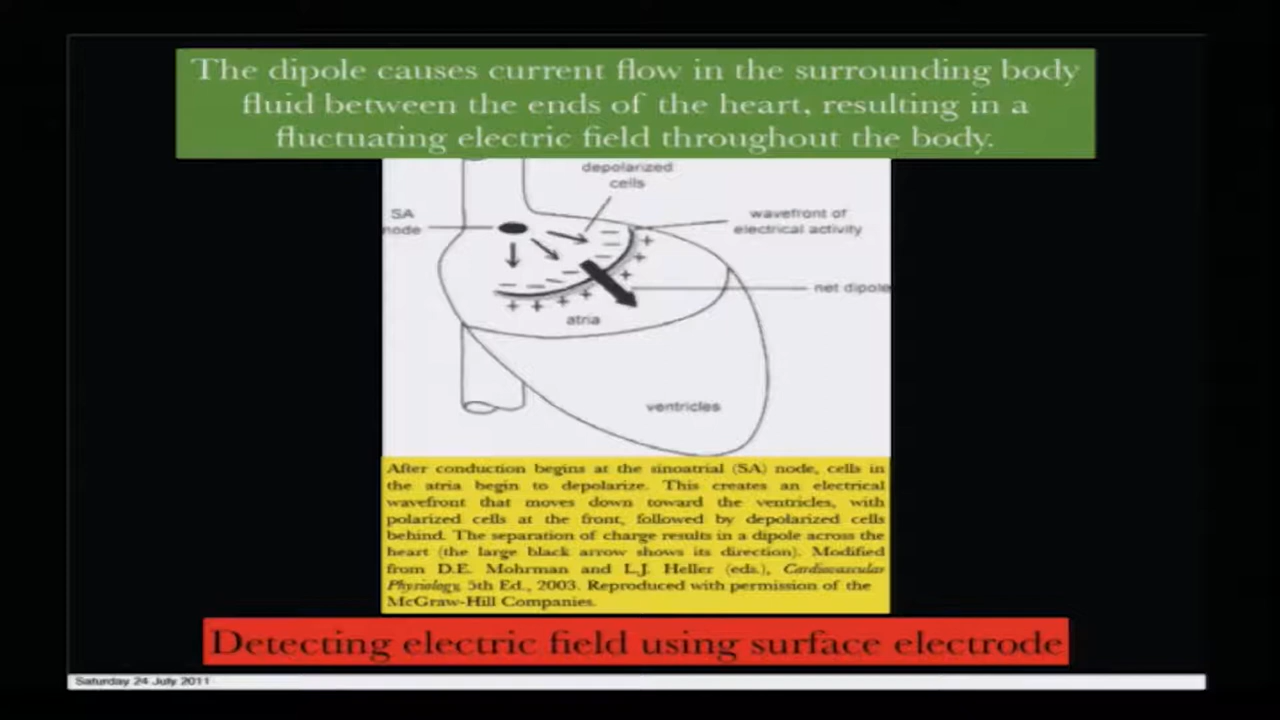 The dipole causes current flow in the surrounding body
fluid between the ends of the heart, resulting in a
fluctuating electric field throughout the body.
depolarized
cells
SA
node
wavefront of
electrical activity
net dipole
atria
ventricles
After conduction begins at the sinoatrial (SA) node, cells in
the atria begin to depolarize. This creates an electrical
wavefront that moves down toward the ventricles, with
polarized cells at the front, followed by depolarized cells
behind. The separation of charge results in a dipole across the
heart (the large black arrow shows its direction). Modified
from D.E. Mohrman and L.J. Heller (eds.), Cardiovascular
Physiology, 5th Ed., 2003. Reproduced with permission of the
McGraw-Hill Companies.
Detecting electric field using surface electrode
Saturday 24 July 2011